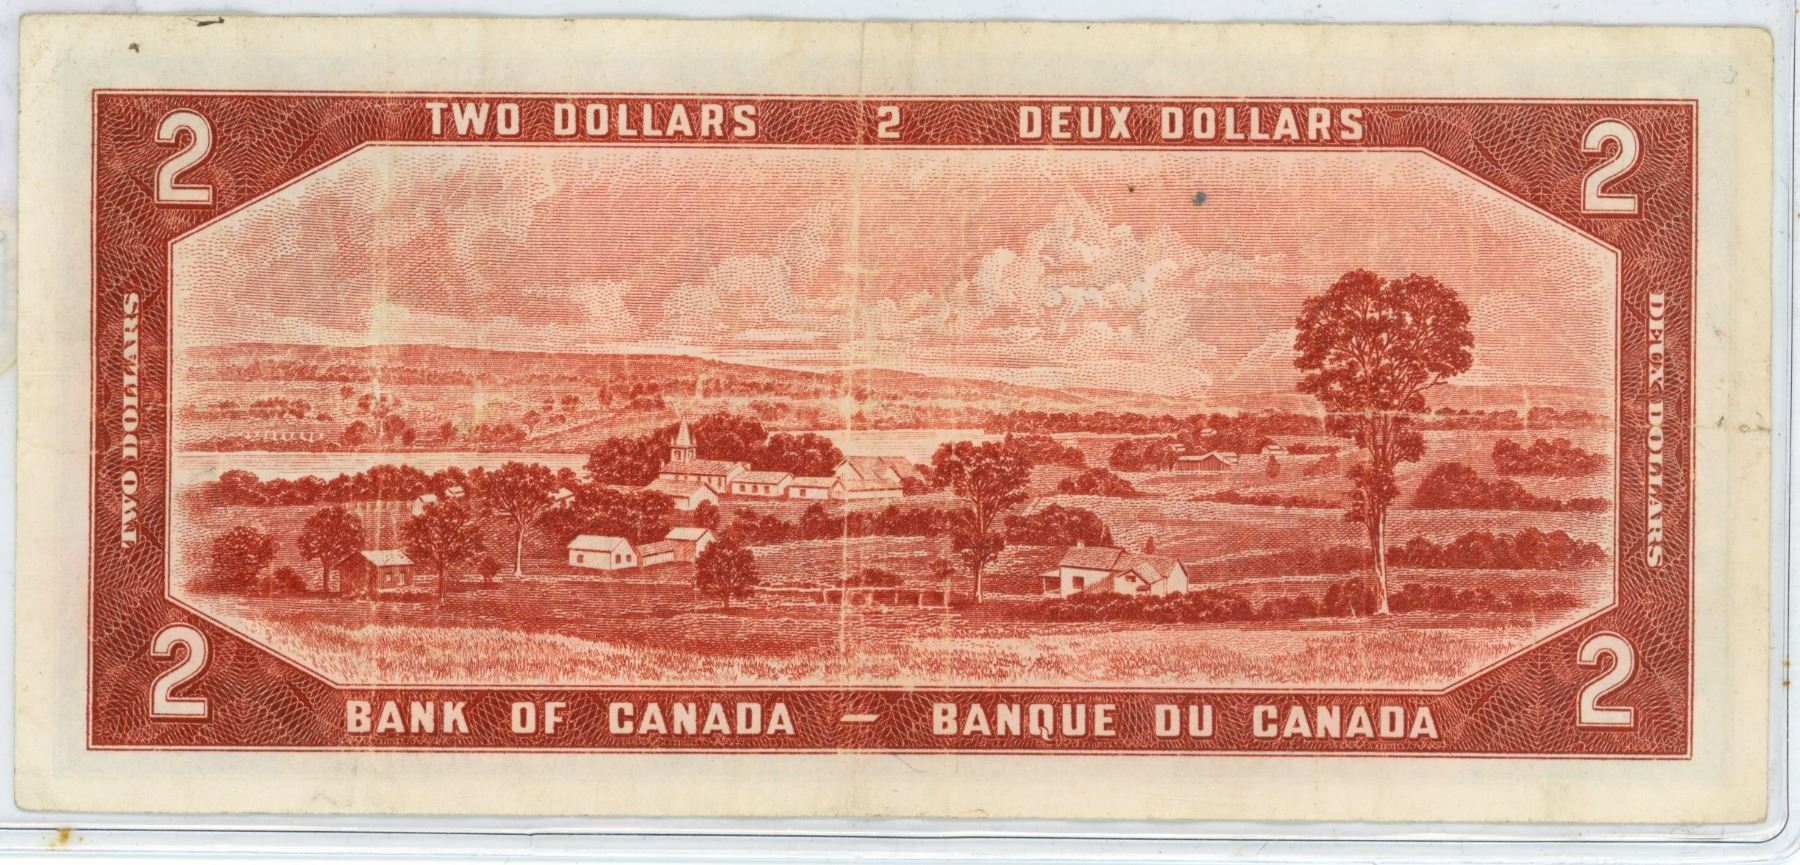 2 TWO DOLLARS 2 DEUX DOLLARS 2
TWO DOLLARS
DEUX DOLLARS
2 BANK OF CANADA — BANQUE DU CANADA 2